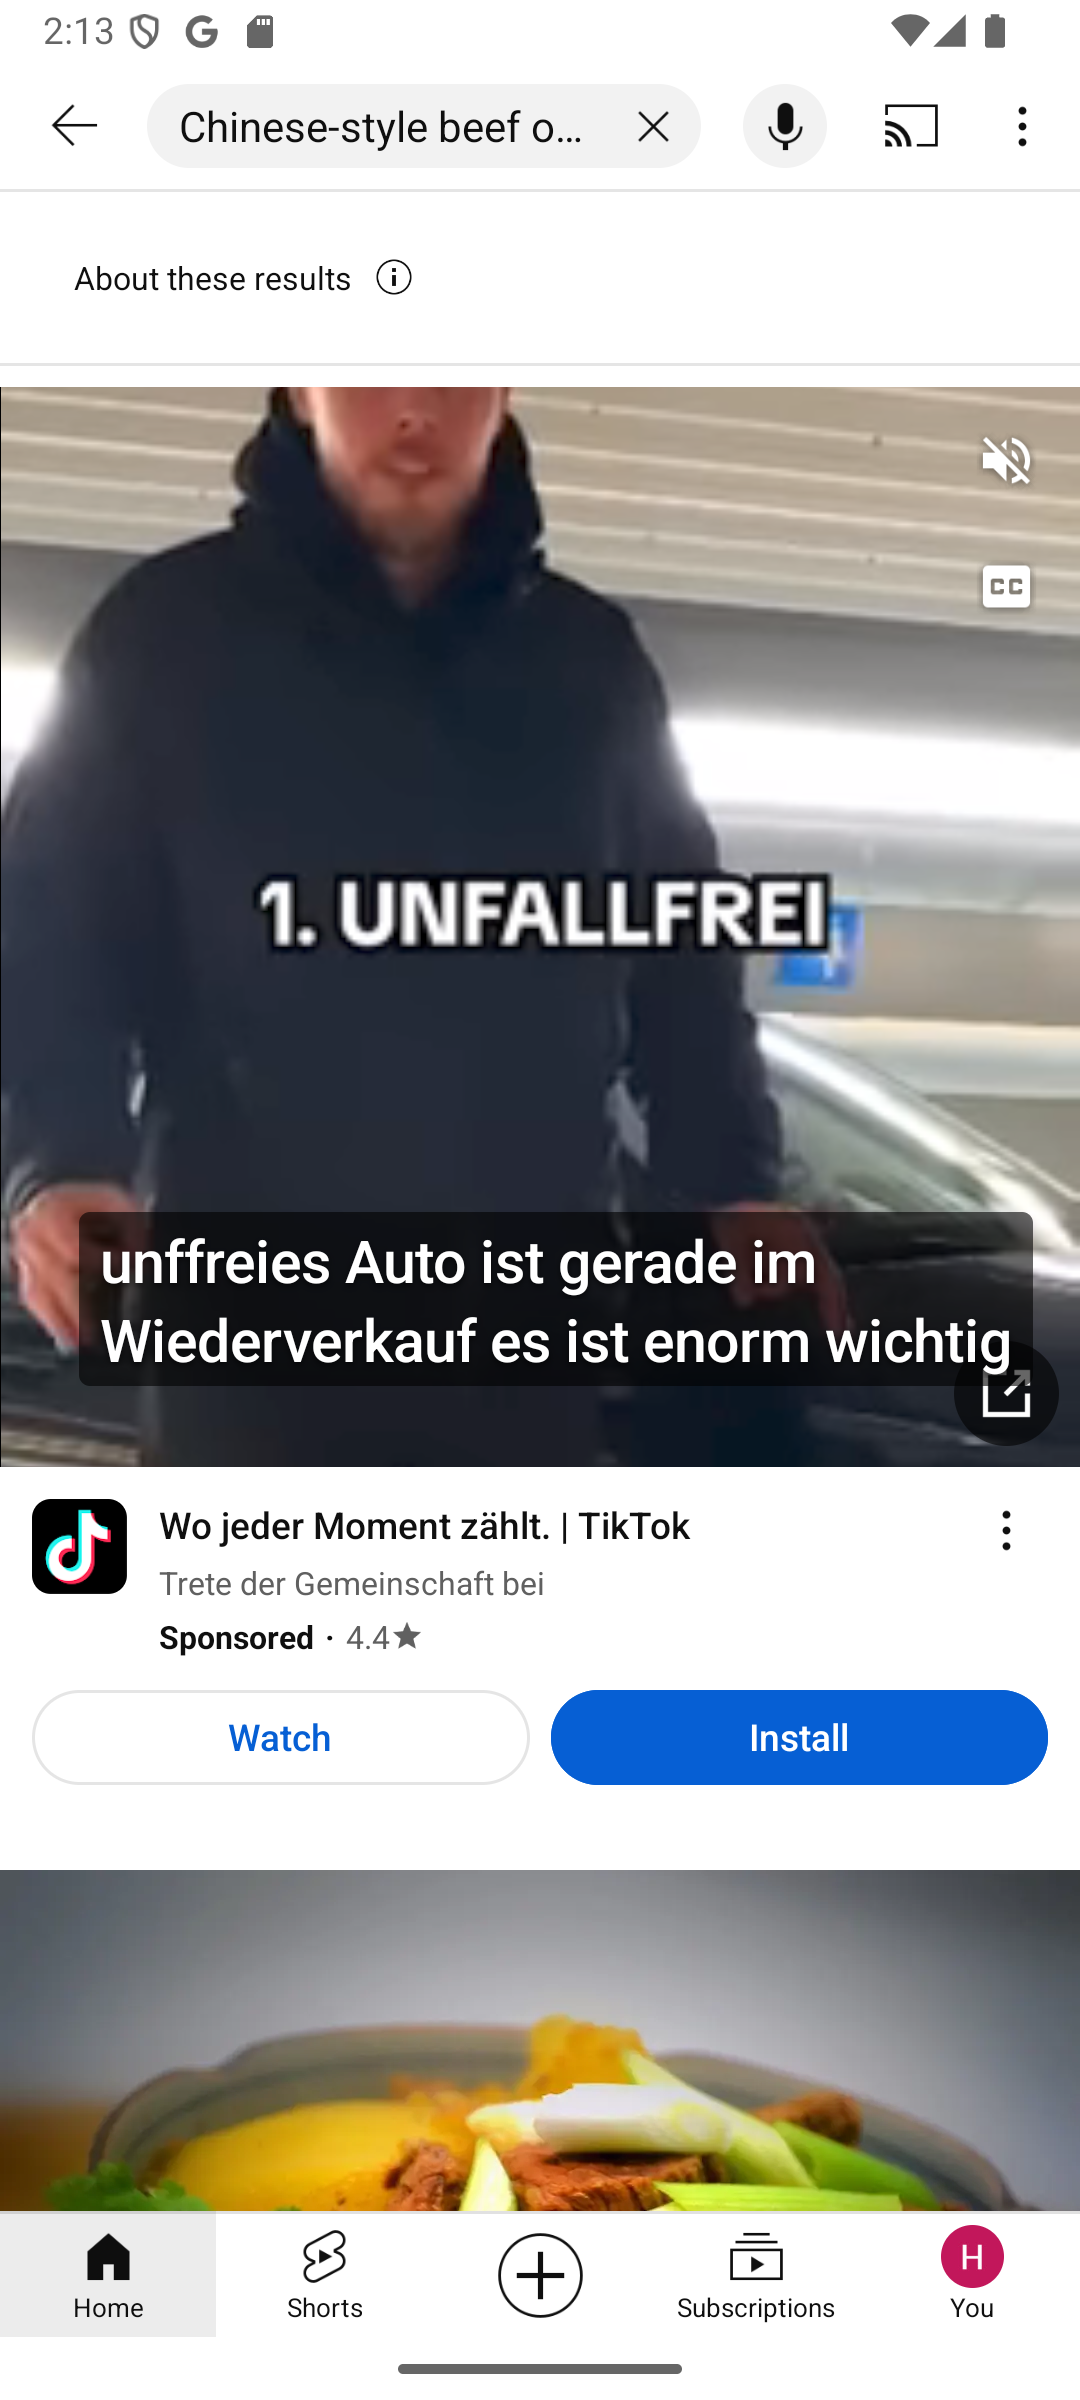 2:13
Chinese-style beef o...
About these results
CC
1. UNFALLFREI
unffreies Auto ist gerade im
Wiederverkauf es ist enorm wichtig
Wo jeder Moment zählt. | TikTok
Trete der Gemeinschaft bei
Sponsored · 4.4★
Watch
Install
Home
Shorts
Subscriptions
H
You